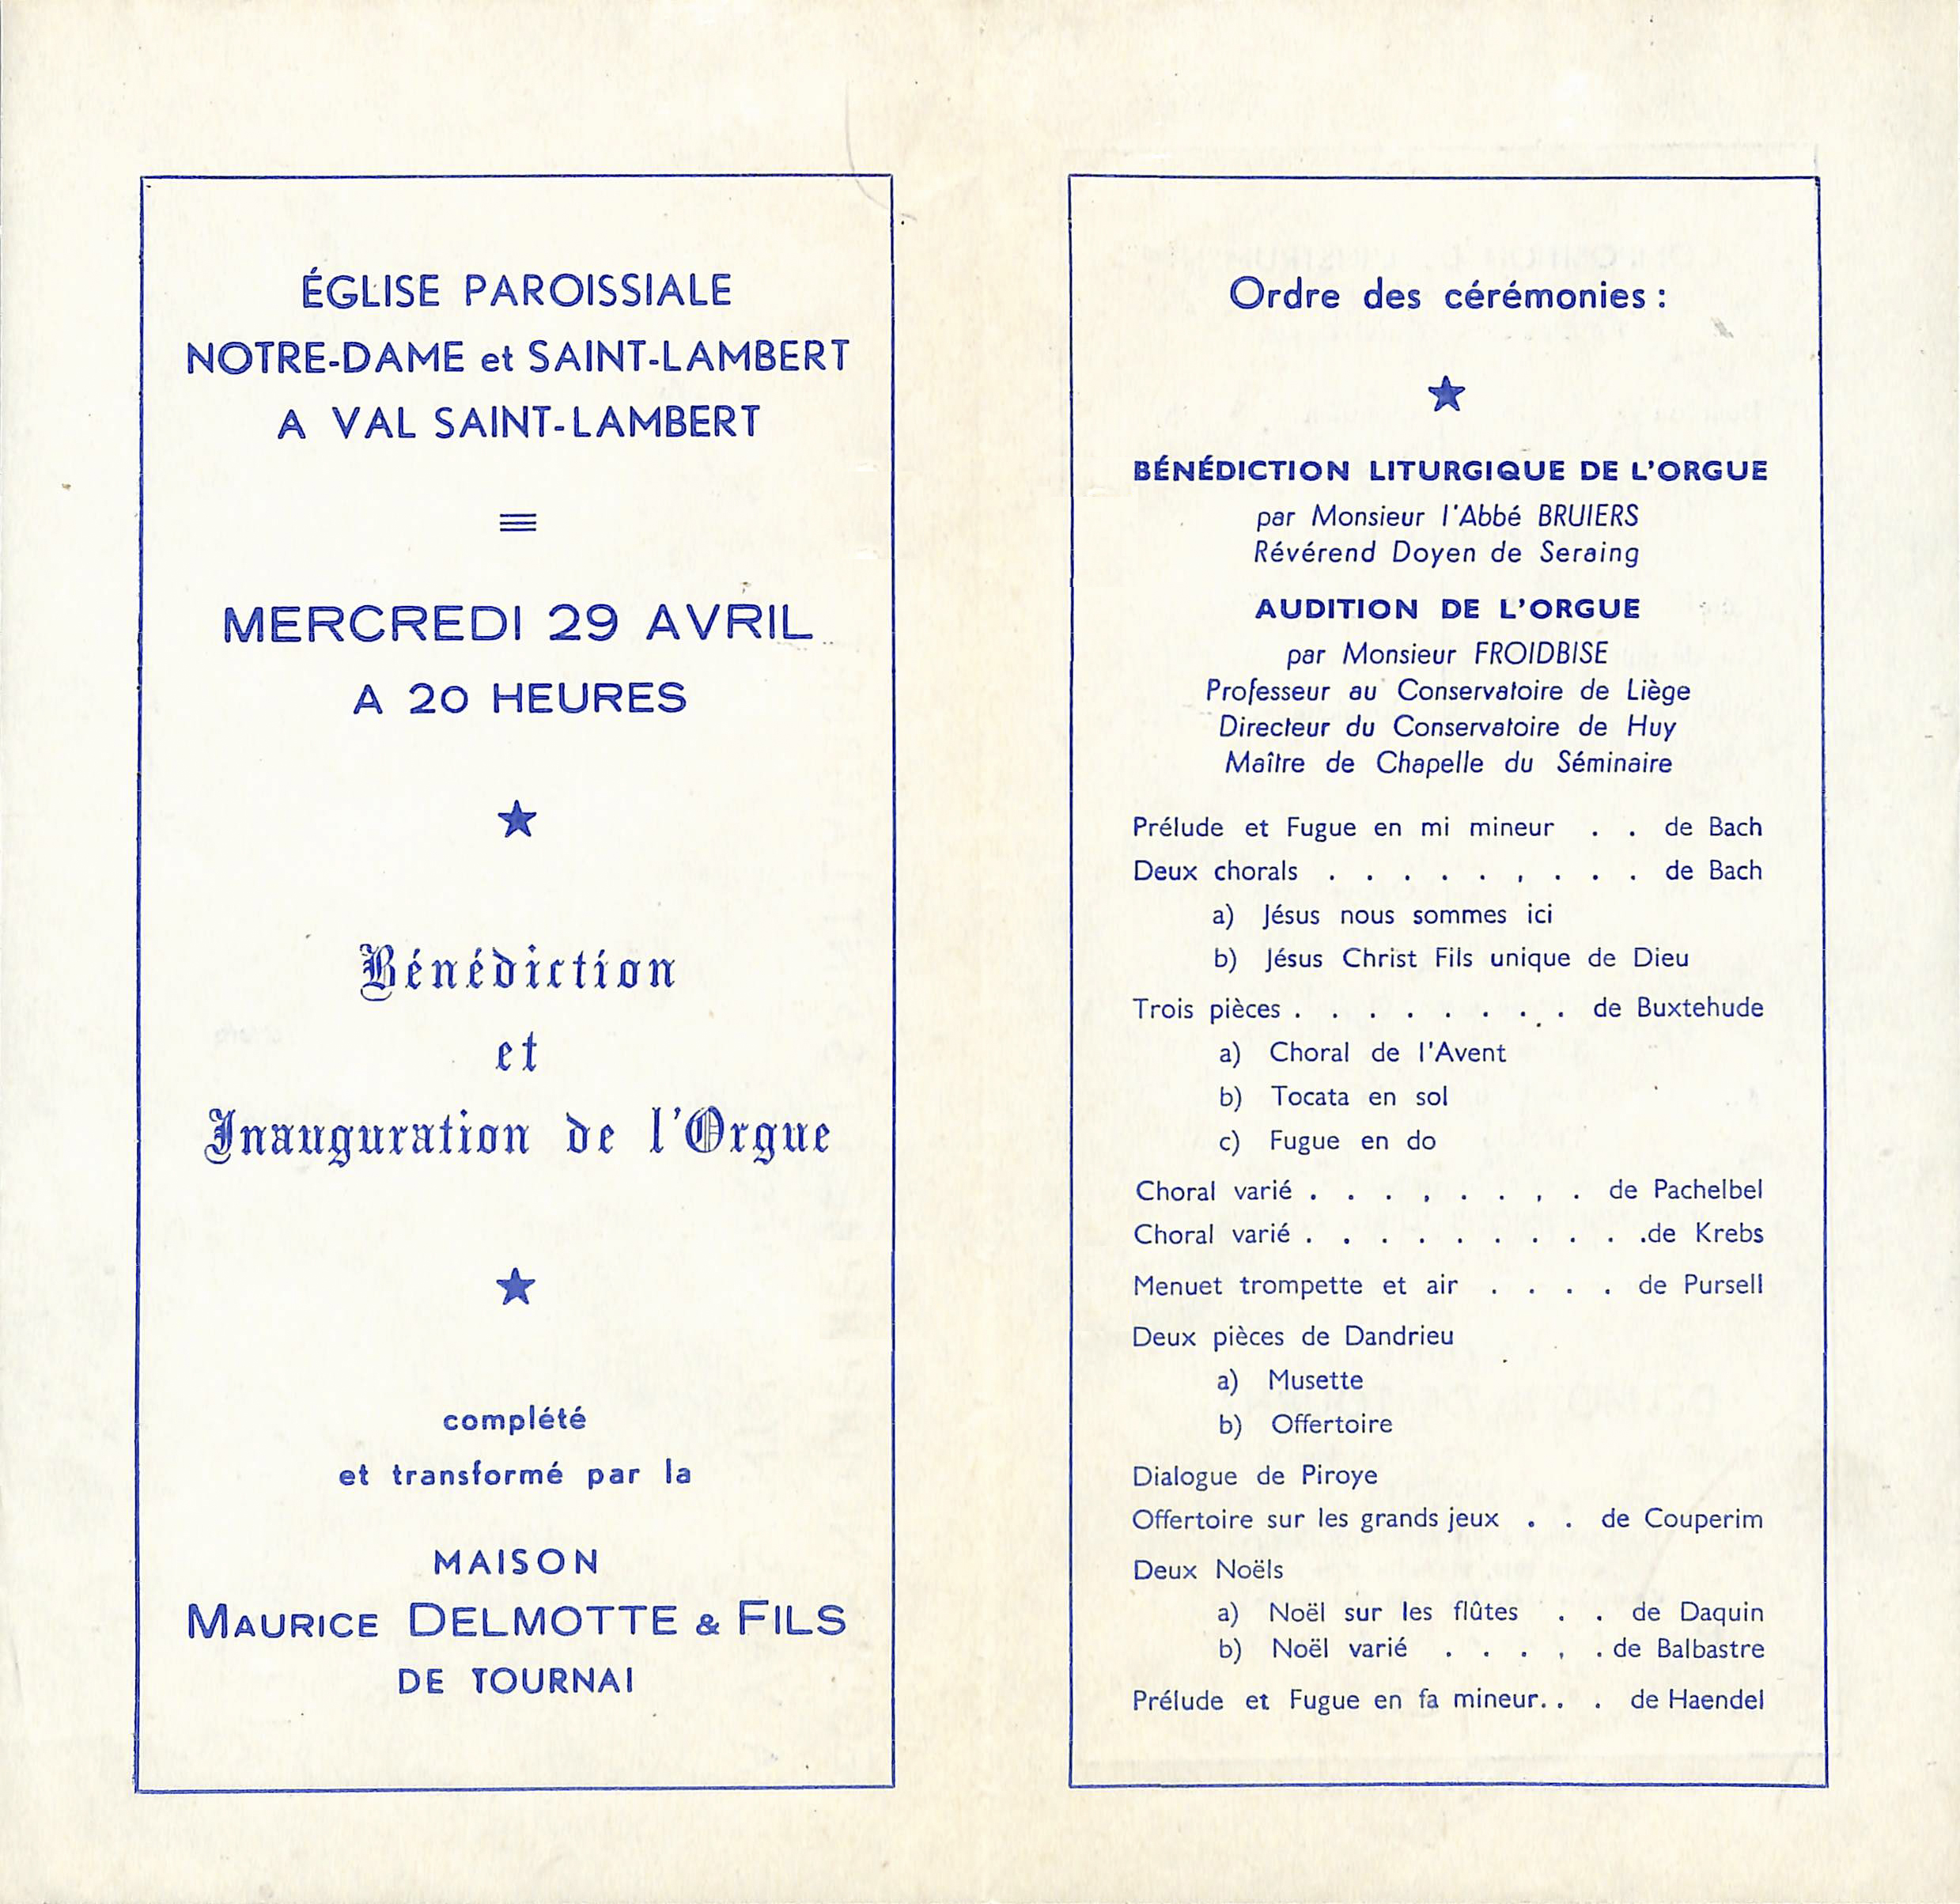 ÉGLISE PAROISSIALE
NOTRE-DAME et SAINT-LAMBERT
A VAL SAINT-LAMBERT
MERCREDI 29 AVRIL
A 20 HEURES
Bénédiction
et
Inauguration de l'Orgue
complété
et transformé par la
MAISON
MAURICE DELMOTTE & FILS
DE TOURNAI
Ordre des cérémonies :
BÉNÉDICTION LITURGIQUE DE L'ORGUE
par Monsieur l'Abbé BRUIERS
Révérend Doyen de Seraing
AUDITION DE L'ORGUE
par Monsieur FROIDBISE
Professeur au Conservatoire de Liège
Directeur du Conservatoire de Huy
Maître de Chapelle du Séminaire
Prélude et Fugue en mi mineur . . de Bach
Deux chorals . . . . . , . . . de Bach
a) Jésus nous sommes ici
b) Jésus Christ Fils unique de Dieu
Trois pièces . . . . . . . . de Buxtehude
a) Choral de l'Avent
b) Tocata en sol
c) Fugue en do
Choral varié . . . , . . , . de Pachelbel
Choral varié . . . . . . . . . .de Krebs
Menuet trompette et air . . . . de Pursell
Deux pièces de Dandrieu
a) Musette
b) Offertoire
Dialogue de Piroye
Offertoire sur les grands jeux . . de Couperim
Deux Noëls
a) Noël sur les flûtes . . de Daquin
b) Noël varié . . . , . de Balbastre
Prélude et Fugue en fa mineur. . . de Haendel